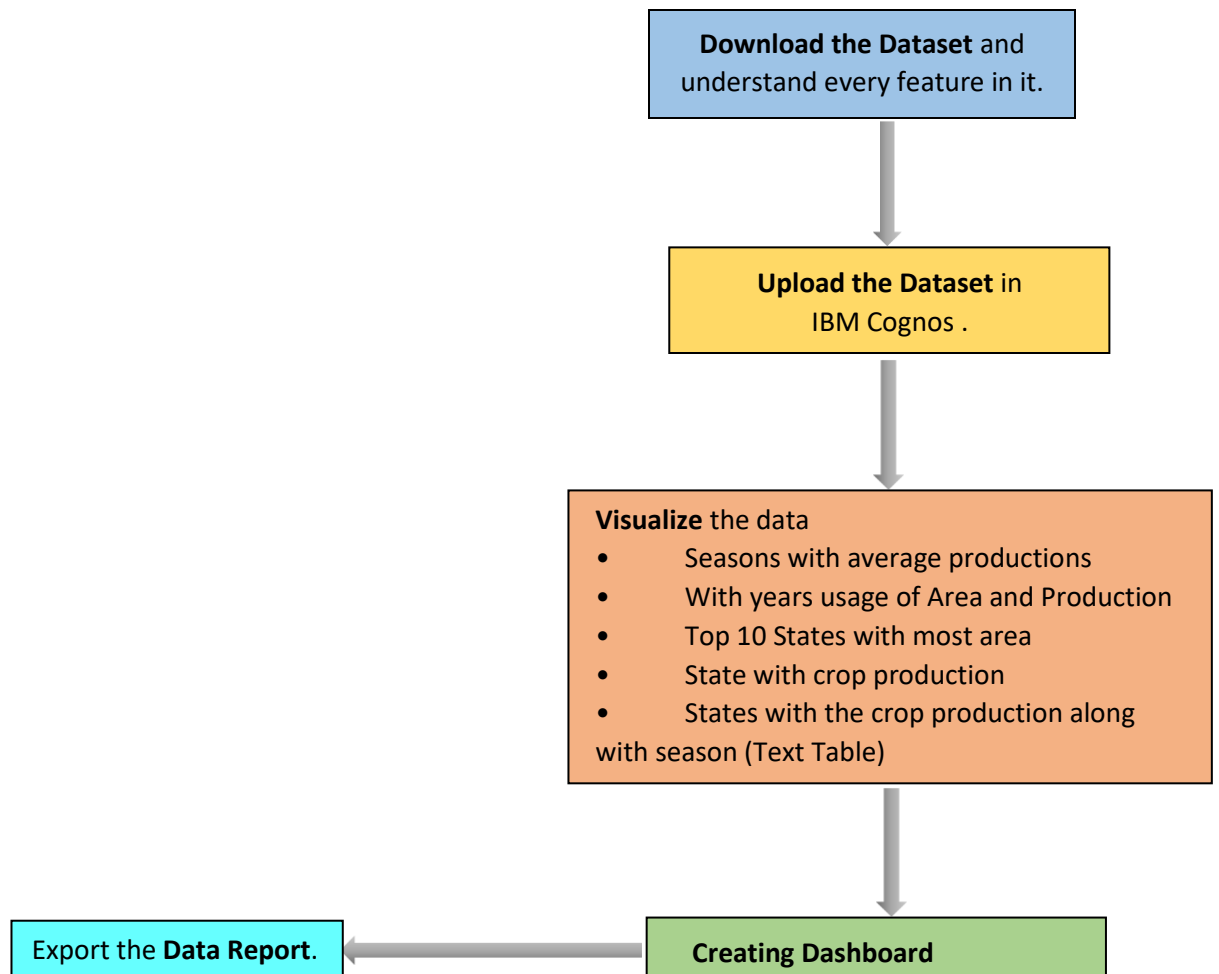 Download the Dataset and
understand every feature in it.
Upload the Dataset in
IBM Cognos .
Visualize the data
• Seasons with average productions
• With years usage of Area and Production
• Top 10 States with most area
• State with crop production
• States with the crop production along
with season (Text Table)
Creating Dashboard
Export the Data Report.